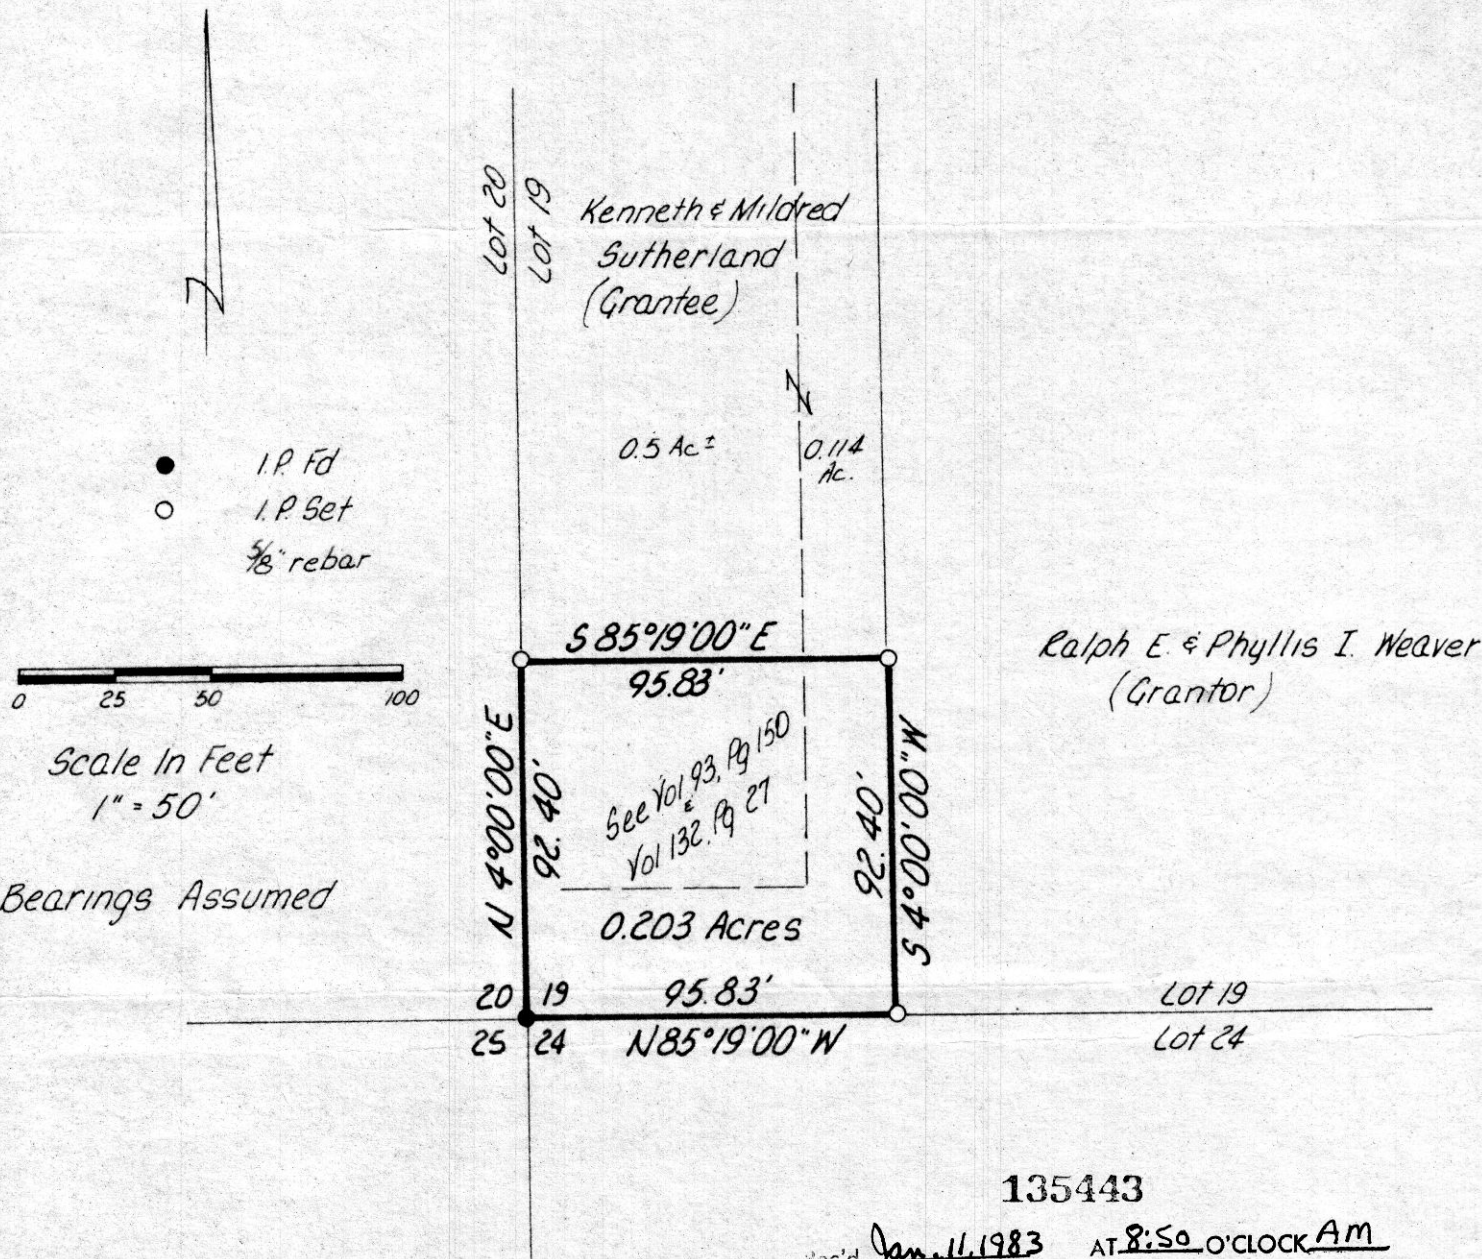 Lot 20
Lot 19
Kenneth & Mildred
Sutherland
(Grantee)
0.5 Ac ±
0.114
Ac.
I.P. Fd
I.P. Set
5/8" rebar
0 25 50 100
Scale In Feet
1" = 50'
Bearings Assumed
S 85°19'00" E
95.83'
N 4°00'00" E
92.40'
See Vol 93, Pg 150
&
Vol 132, Pg 27
92.40'
S 4°00'00" W
Ralph E. & Phyllis I. Weaver
(Grantor)
0.203 Acres
20 19
95.83'
25 24
N 85°19'00" W
Lot 19
Lot 24
135443
Jan. 11, 1983 AT 8:50 O'CLOCK AM